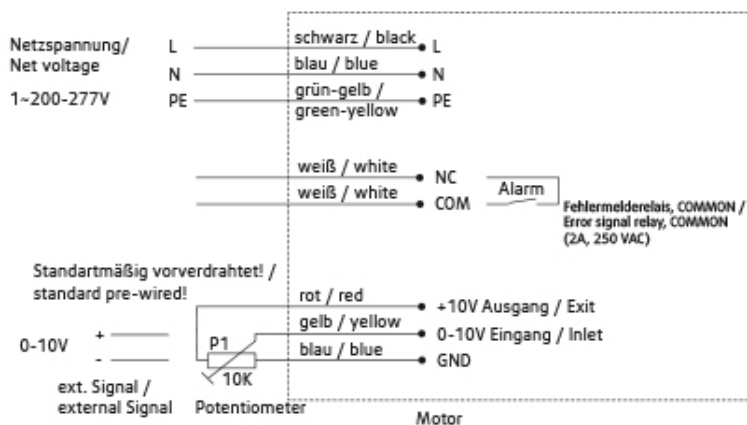 Netzspannung/
Net voltage
1~200-277V
L schwarz / black L
N blau / blue N
PE grün-gelb / PE
green-yellow
weiß / white NC
weiß / white COM
Alarm
Fehlermelderelais, COMMON /
Error signal relay, COMMON
(2A, 250 VAC)
Standartmäßig vorverdrahtet! /
standard pre-wired!
rot / red +10V Ausgang / Exit
gelb / yellow 0-10V Eingang / Inlet
blau / blue GND
0-10V + -
P1
10K
ext. Signal /
external Signal
Potentiometer
Motor